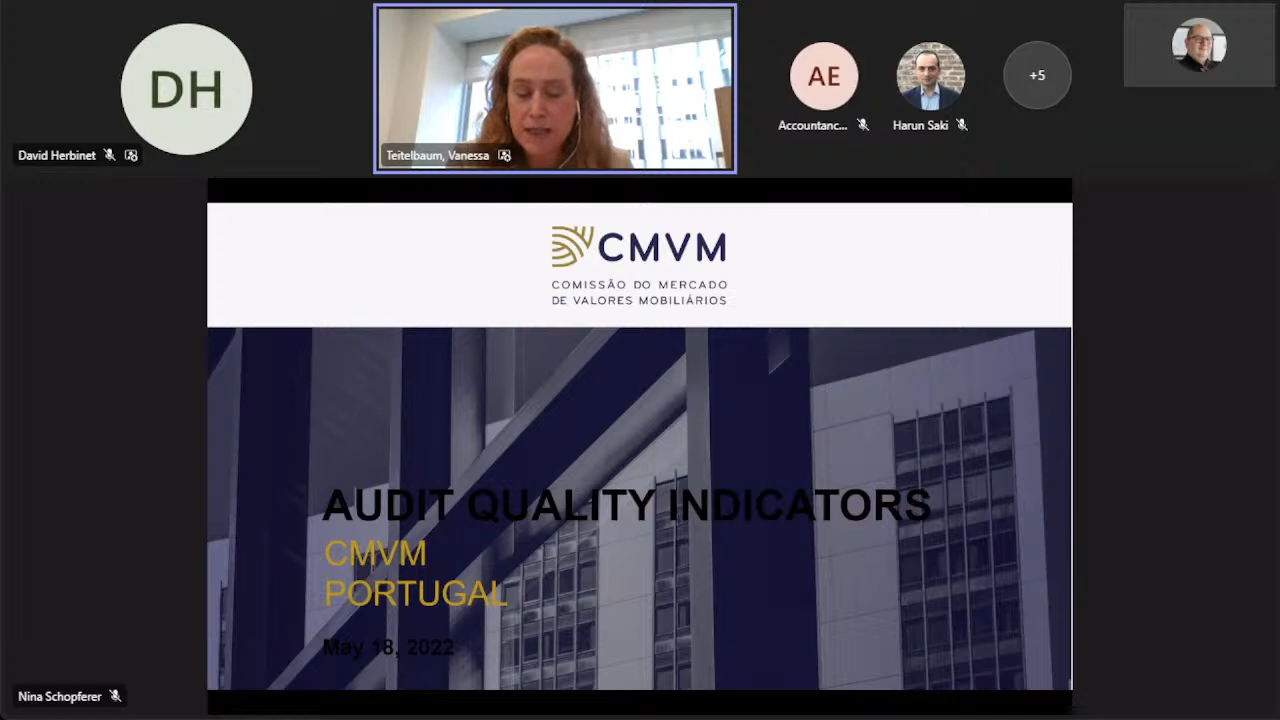 DH
David Herbinet
Teitelbaum, Vanessa
AE
Accountanc...
Harun Saki
+5
CMVM
COMISSÃO DO MERCADO
DE VALORES MOBILIÁRIOS
AUDIT QUALITY INDICATORS
CMVM
PORTUGAL
May 18, 2022
Nina Schopferer